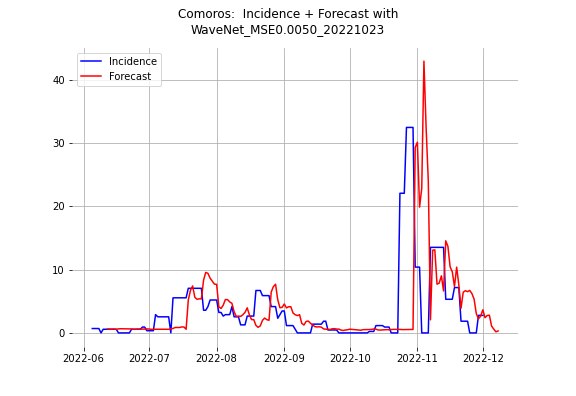 Comoros:  Incidence + Forecast with
WaveNet_MSE0.0050_20221023
Incidence
Forecast
40
30
20
10
0
2022-06 2022-07 2022-08 2022-09 2022-10 2022-11 2022-12